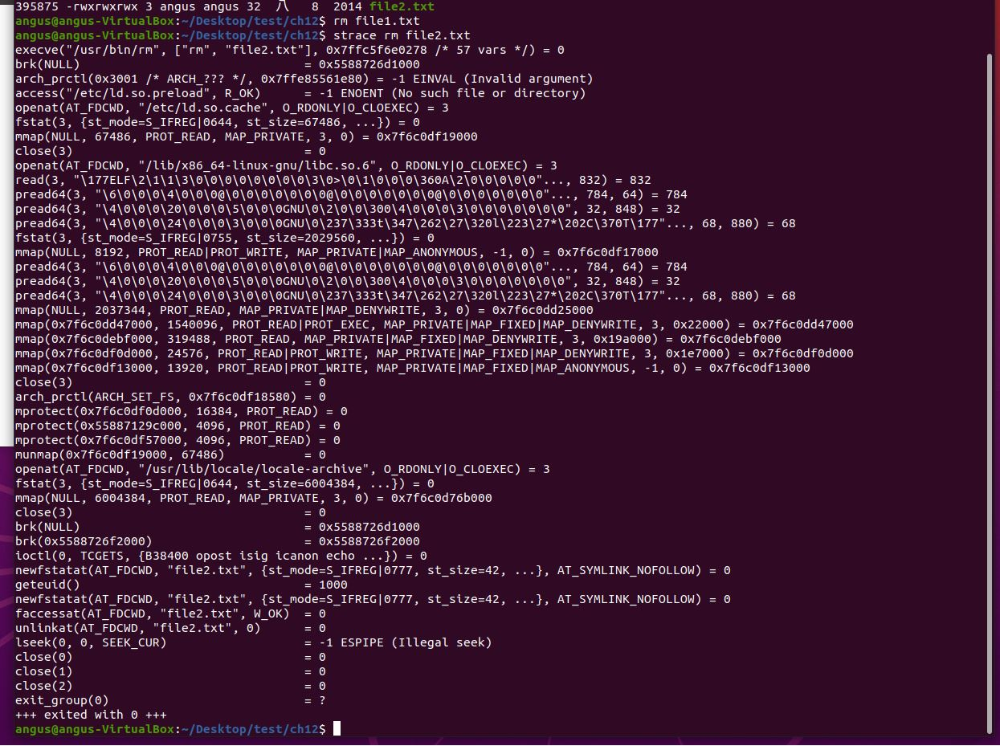 395875 -rwxrwxrwx 3 angus angus 32  八   8  2014 file2.txt
angus@angus-VirtualBox:~/Desktop/test/ch12$ rm file1.txt
angus@angus-VirtualBox:~/Desktop/test/ch12$ strace rm file2.txt
execve("/usr/bin/rm", ["rm", "file2.txt"], 0x7ffc5f6e0278 /* 57 vars */) = 0
brk(NULL)                               = 0x5588726d1000
arch_prctl(0x3001 /* ARCH_??? */, 0x7ffe85561e80) = -1 EINVAL (Invalid argument)
access("/etc/ld.so.preload", R_OK)      = -1 ENOENT (No such file or directory)
openat(AT_FDCWD, "/etc/ld.so.cache", O_RDONLY|O_CLOEXEC) = 3
fstat(3, {st_mode=S_IFREG|0644, st_size=67486, ...}) = 0
mmap(NULL, 67486, PROT_READ, MAP_PRIVATE, 3, 0) = 0x7f6c0df19000
close(3)                                = 0
openat(AT_FDCWD, "/lib/x86_64-linux-gnu/libc.so.6", O_RDONLY|O_CLOEXEC) = 3
read(3, "\177ELF\2\1\1\3\0\0\0\0\0\0\0\0\3\0>\0\1\0\0\0\360A\2\0\0\0\0\0"..., 832) = 832
pread64(3, "\6\0\0\0\4\0\0\0@\0\0\0\0\0\0\0@\0\0\0\0\0\0\0@\0\0\0\0\0\0\0"..., 784, 64) = 784
pread64(3, "\4\0\0\0\20\0\0\0\5\0\0\0GNU\0\2\0\0\300\4\0\0\0\3\0\0\0\0\0\0\0", 32, 848) = 32
pread64(3, "\4\0\0\0\24\0\0\0\3\0\0\0GNU\0\237\333t\347\262\27\320l\223\27*\202C\370T\177"..., 68, 880) = 68
fstat(3, {st_mode=S_IFREG|0755, st_size=2029560, ...}) = 0
mmap(NULL, 8192, PROT_READ|PROT_WRITE, MAP_PRIVATE|MAP_ANONYMOUS, -1, 0) = 0x7f6c0df17000
pread64(3, "\6\0\0\0\4\0\0\0@\0\0\0\0\0\0\0@\0\0\0\0\0\0\0@\0\0\0\0\0\0\0"..., 784, 64) = 784
pread64(3, "\4\0\0\0\20\0\0\0\5\0\0\0GNU\0\2\0\0\300\4\0\0\0\3\0\0\0\0\0\0\0", 32, 848) = 32
pread64(3, "\4\0\0\0\24\0\0\0\3\0\0\0GNU\0\237\333t\347\262\27\320l\223\27*\202C\370T\177"..., 68, 880) = 68
mmap(NULL, 2037344, PROT_READ, MAP_PRIVATE|MAP_DENYWRITE, 3, 0) = 0x7f6c0dd25000
mmap(0x7f6c0dd47000, 1540096, PROT_READ|PROT_EXEC, MAP_PRIVATE|MAP_FIXED|MAP_DENYWRITE, 3, 0x22000) = 0x7f6c0dd47000
mmap(0x7f6c0debf000, 319488, PROT_READ, MAP_PRIVATE|MAP_FIXED|MAP_DENYWRITE, 3, 0x19a000) = 0x7f6c0debf000
mmap(0x7f6c0df0d000, 24576, PROT_READ|PROT_WRITE, MAP_PRIVATE|MAP_FIXED|MAP_DENYWRITE, 3, 0x1e7000) = 0x7f6c0df0d000
mmap(0x7f6c0df13000, 13920, PROT_READ|PROT_WRITE, MAP_PRIVATE|MAP_FIXED|MAP_ANONYMOUS, -1, 0) = 0x7f6c0df13000
close(3)                                = 0
arch_prctl(ARCH_SET_FS, 0x7f6c0df18580) = 0
mprotect(0x7f6c0df0d000, 16384, PROT_READ) = 0
mprotect(0x55887129c000, 4096, PROT_READ) = 0
mprotect(0x7f6c0df57000, 4096, PROT_READ) = 0
munmap(0x7f6c0df19000, 67486)           = 0
openat(AT_FDCWD, "/usr/lib/locale/locale-archive", O_RDONLY|O_CLOEXEC) = 3
fstat(3, {st_mode=S_IFREG|0644, st_size=6004384, ...}) = 0
mmap(NULL, 6004384, PROT_READ, MAP_PRIVATE, 3, 0) = 0x7f6c0d76b000
close(3)                                = 0
brk(NULL)                               = 0x5588726d1000
brk(0x5588726f2000)                     = 0x5588726f2000
ioctl(0, TCGETS, {B38400 opost isig icanon echo ...}) = 0
newfstatat(AT_FDCWD, "file2.txt", {st_mode=S_IFREG|0777, st_size=42, ...}, AT_SYMLINK_NOFOLLOW) = 0
geteuid()                               = 1000
newfstatat(AT_FDCWD, "file2.txt", {st_mode=S_IFREG|0777, st_size=42, ...}, AT_SYMLINK_NOFOLLOW) = 0
faccessat(AT_FDCWD, "file2.txt", W_OK)  = 0
unlinkat(AT_FDCWD, "file2.txt", 0)      = 0
lseek(0, 0, SEEK_CUR)                   = -1 ESPIPE (Illegal seek)
close(0)                                = 0
close(1)                                = 0
close(2)                                = 0
exit_group(0)                           = ?
+++ exited with 0 +++
angus@angus-VirtualBox:~/Desktop/test/ch12$